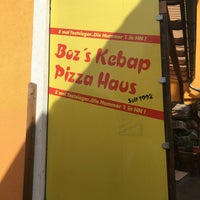 2 mal Testsieger..Die Nummer 1 in HN !
Boz´s Kebap
Pizza Haus
Seit 1992
2 mal Testsieger..Die Nummer 1 in HN !